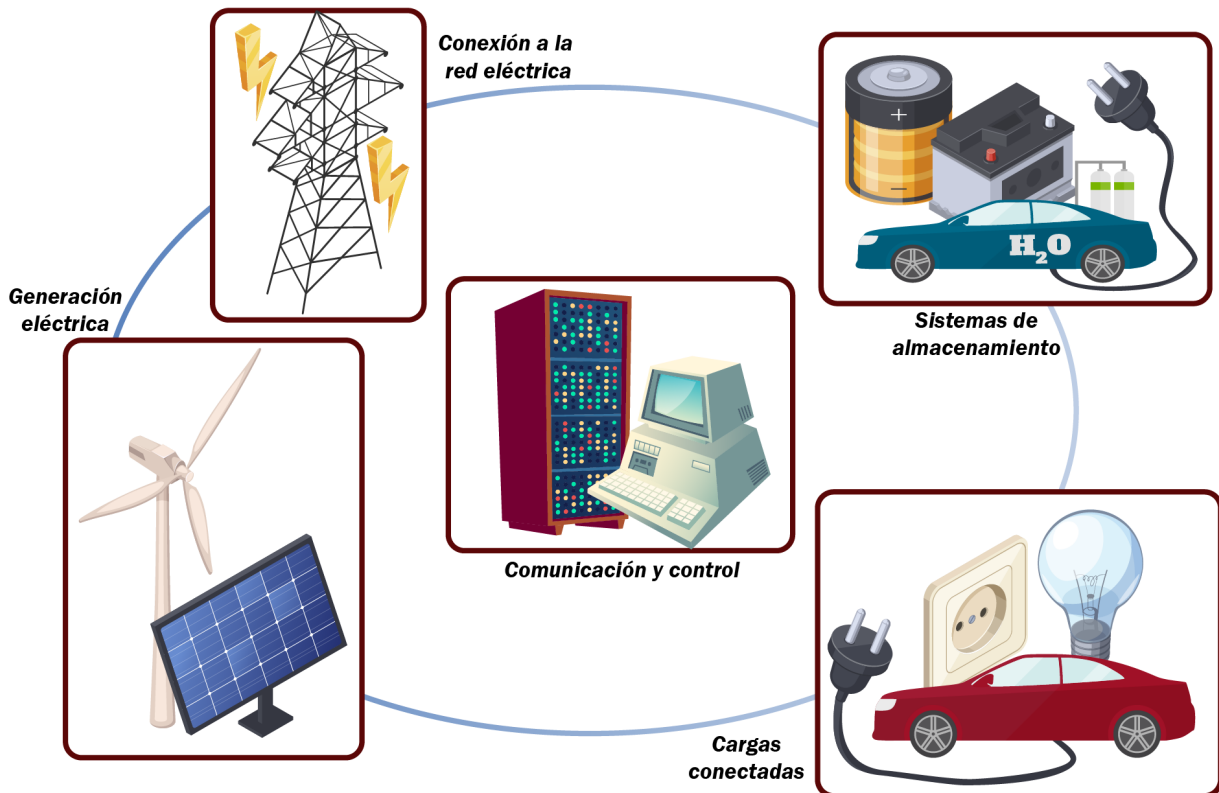 Conexión a la
red eléctrica
+
−
H₂O
Generación
eléctrica
Sistemas de
almacenamiento
Comunicación y control
Cargas
conectadas